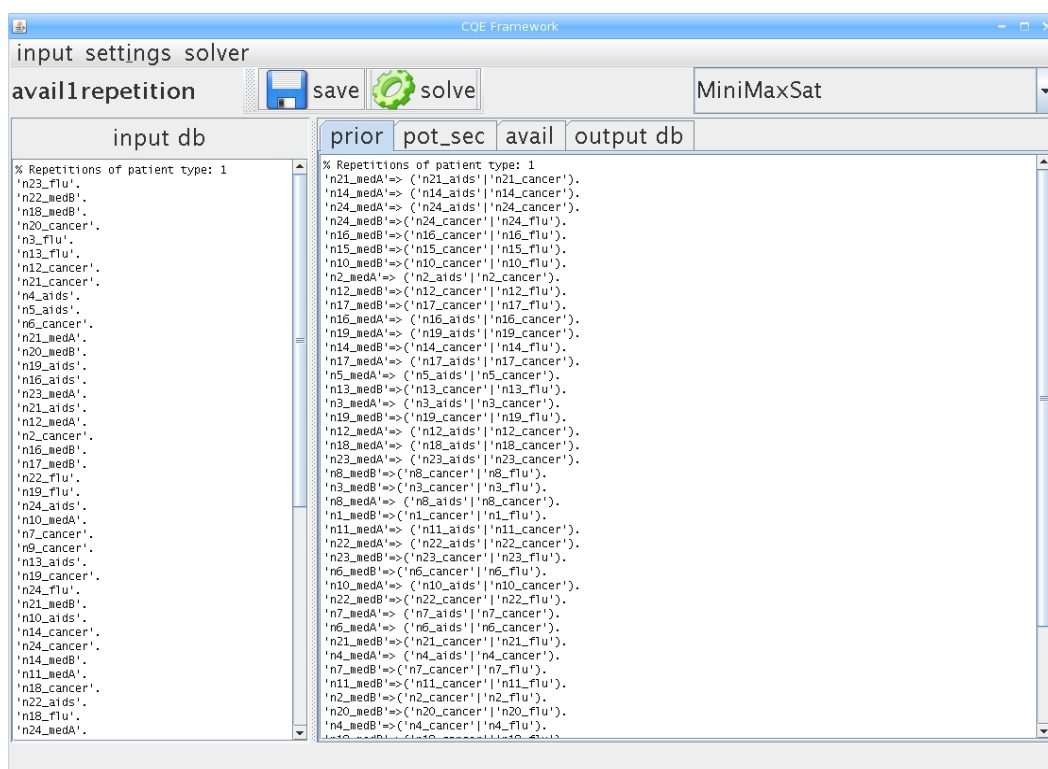 CQE Framework
input settings solver
avail1repetition
save
solve
MiniMaxSat
input db
prior pot_sec avail output db
% Repetitions of patient type: 1
'n23_flu'.
'n22_medB'.
'n18_medB'.
'n20_cancer'.
'n3_flu'.
'n13_flu'.
'n12_cancer'.
'n21_cancer'.
'n4_aids'.
'n5_aids'.
'n6_cancer'.
'n21_medA'.
'n20_medB'.
'n19_aids'.
'n16_aids'.
'n23_medA'.
'n21_aids'.
'n12_medA'.
'n2_cancer'.
'n16_medB'.
'n17_medB'.
'n22_flu'.
'n19_flu'.
'n24_aids'.
'n10_medA'.
'n7_cancer'.
'n9_cancer'.
'n13_aids'.
'n19_cancer'.
'n24_flu'.
'n21_medB'.
'n10_aids'.
'n14_cancer'.
'n24_cancer'.
'n14_medB'.
'n11_medA'.
'n18_cancer'.
'n22_aids'.
'n18_flu'.
'n24_medA'.
% Repetitions of patient type: 1
'n21_medA'=> ('n21_aids'|'n21_cancer').
'n14_medA'=> ('n14_aids'|'n14_cancer').
'n24_medA'=> ('n24_aids'|'n24_cancer').
'n24_medB'=>('n24_cancer'|'n24_flu').
'n16_medB'=>('n16_cancer'|'n16_flu').
'n15_medB'=>('n15_cancer'|'n15_flu').
'n10_medB'=>('n10_cancer'|'n10_flu').
'n2_medA'=> ('n2_aids'|'n2_cancer').
'n12_medB'=>('n12_cancer'|'n12_flu').
'n17_medB'=>('n17_cancer'|'n17_flu').
'n16_medA'=> ('n16_aids'|'n16_cancer').
'n19_medA'=> ('n19_aids'|'n19_cancer').
'n14_medB'=>('n14_cancer'|'n14_flu').
'n17_medA'=> ('n17_aids'|'n17_cancer').
'n5_medA'=> ('n5_aids'|'n5_cancer').
'n13_medB'=>('n13_cancer'|'n13_flu').
'n3_medA'=> ('n3_aids'|'n3_cancer').
'n19_medB'=>('n19_cancer'|'n19_flu').
'n12_medA'=> ('n12_aids'|'n12_cancer').
'n18_medA'=> ('n18_aids'|'n18_cancer').
'n23_medA'=> ('n23_aids'|'n23_cancer').
'n8_medB'=>('n8_cancer'|'n8_flu').
'n3_medB'=>('n3_cancer'|'n3_flu').
'n8_medA'=> ('n8_aids'|'n8_cancer').
'n1_medB'=>('n1_cancer'|'n1_flu').
'n11_medA'=> ('n11_aids'|'n11_cancer').
'n22_medA'=> ('n22_aids'|'n22_cancer').
'n23_medB'=>('n23_cancer'|'n23_flu').
'n6_medB'=>('n6_cancer'|'n6_flu').
'n10_medA'=> ('n10_aids'|'n10_cancer').
'n22_medB'=>('n22_cancer'|'n22_flu').
'n7_medA'=> ('n7_aids'|'n7_cancer').
'n6_medA'=> ('n6_aids'|'n6_cancer').
'n21_medB'=>('n21_cancer'|'n21_flu').
'n4_medA'=> ('n4_aids'|'n4_cancer').
'n7_medB'=>('n7_cancer'|'n7_flu').
'n11_medB'=>('n11_cancer'|'n11_flu').
'n2_medB'=>('n2_cancer'|'n2_flu').
'n20_medB'=>('n20_cancer'|'n20_flu').
'n4_medB'=>('n4_cancer'|'n4_flu').